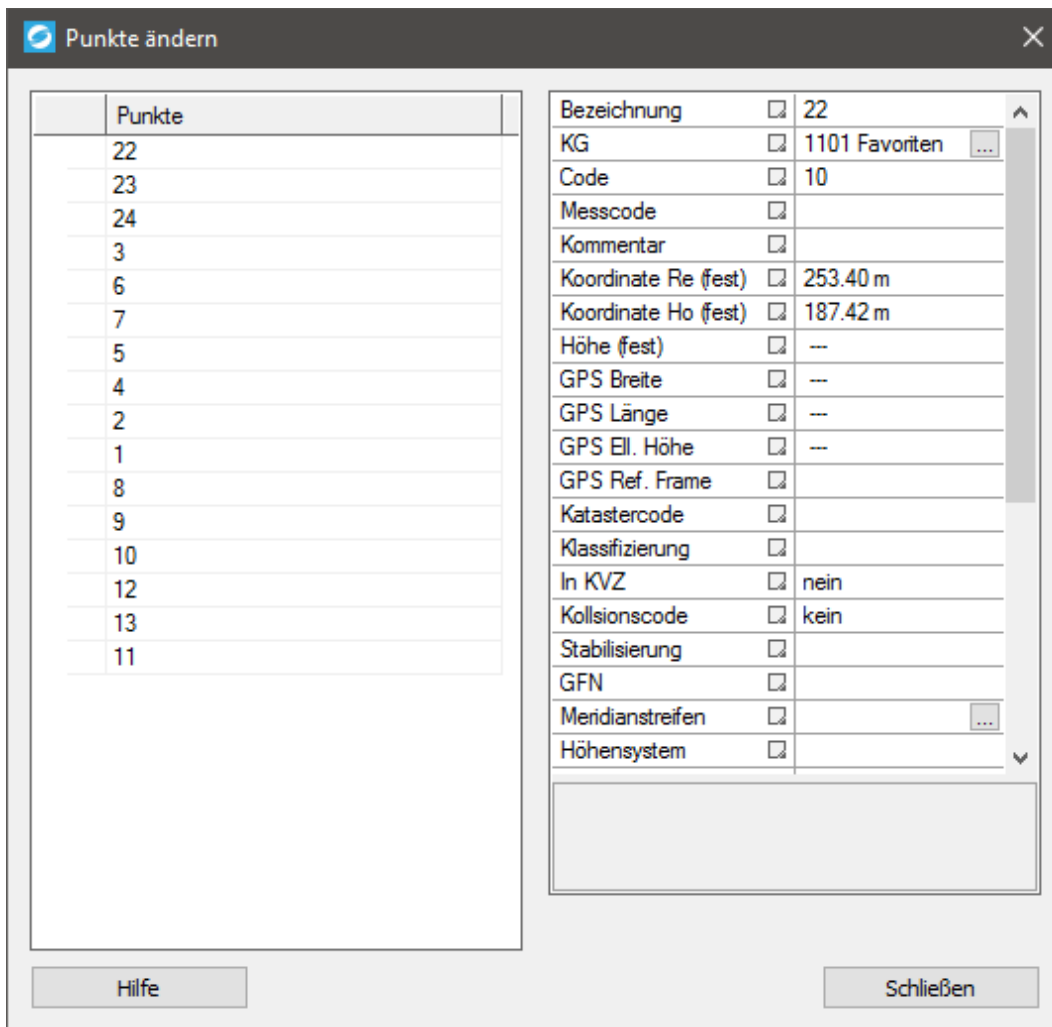 Punkte ändern
Punkte
22
23
24
3
6
7
5
4
2
1
8
9
10
12
13
11
Bezeichnung 22
KG 1101 Favoriten ...
Code 10
Messcode
Kommentar
Koordinate Re (fest) 253.40 m
Koordinate Ho (fest) 187.42 m
Höhe (fest) ---
GPS Breite ---
GPS Länge ---
GPS Ell. Höhe ---
GPS Ref. Frame
Katastercode
Klassifizierung
In KVZ nein
Kollsionscode kein
Stabilisierung
GFN
Meridianstreifen ...
Höhensystem
Hilfe
Schließen